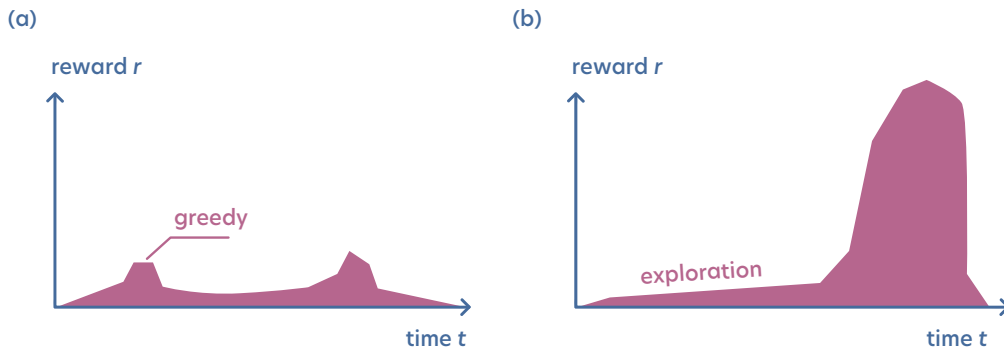 (a)
reward r
greedy
time t
(b)
reward r
exploration
time t